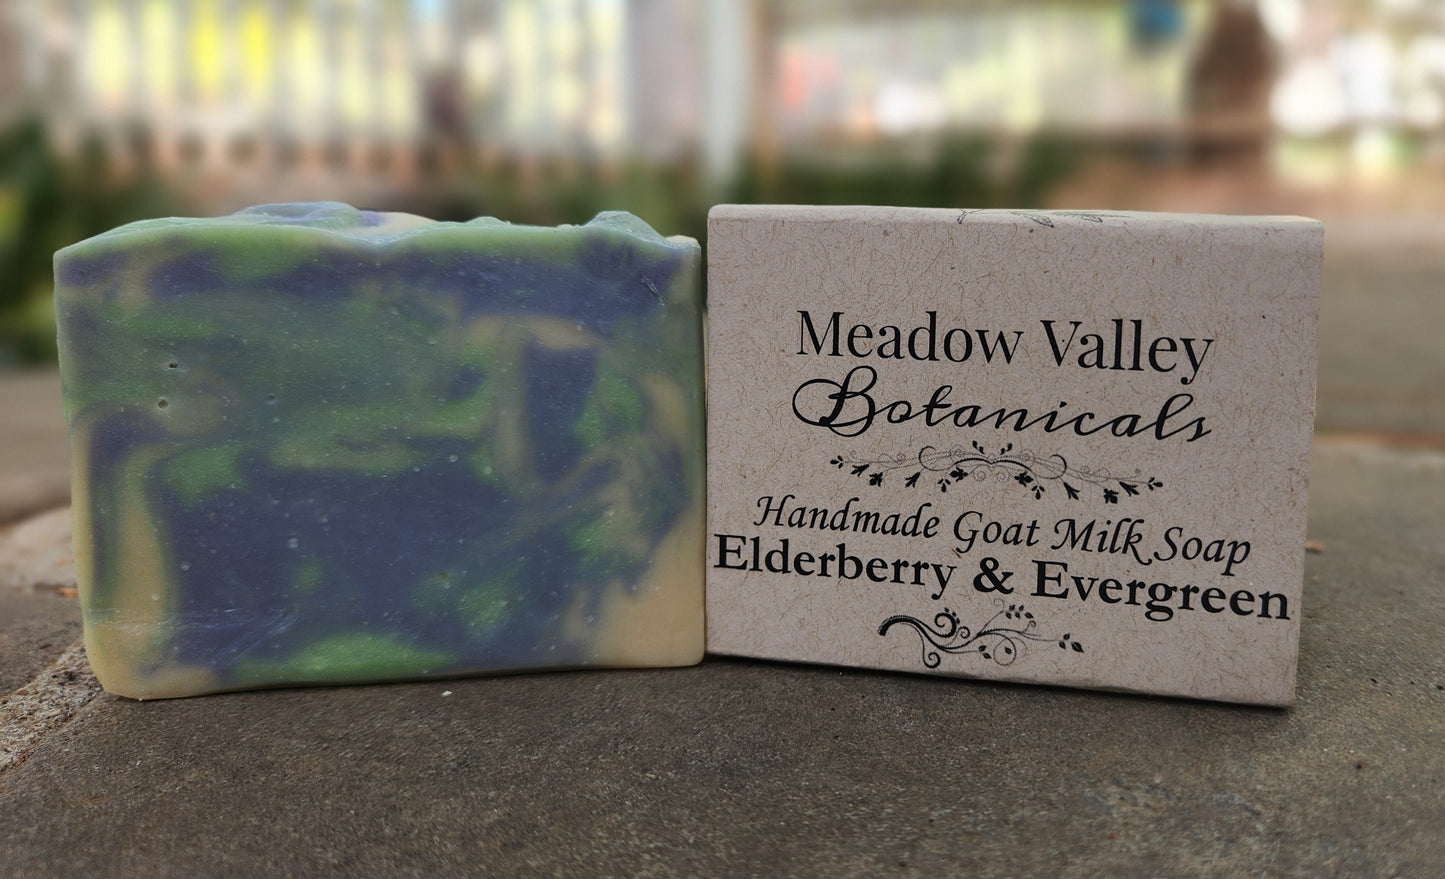 Meadow Valley
Botanicals
Handmade Goat Milk Soap
Elderberry & Evergreen